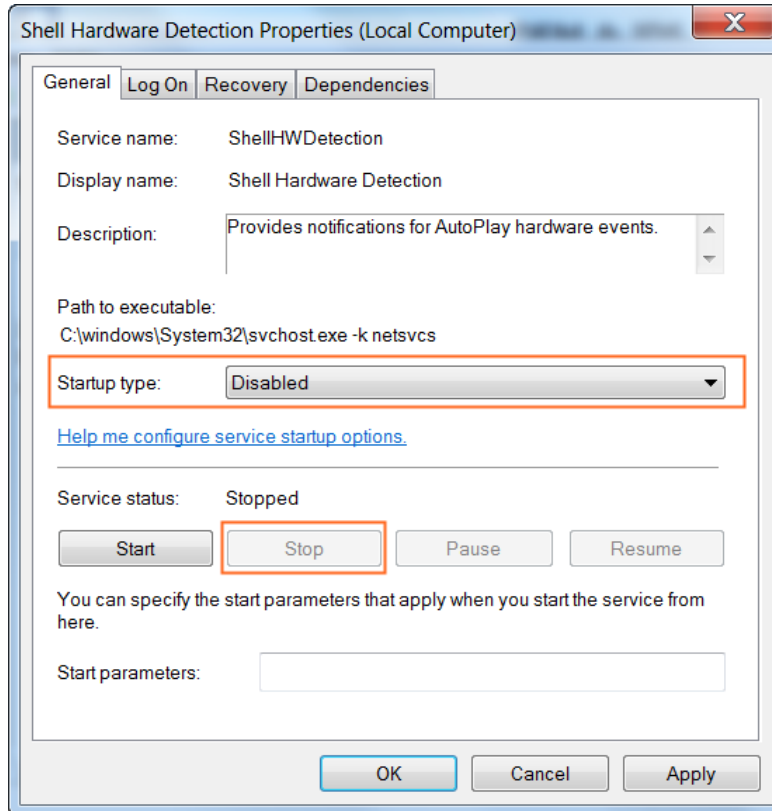 Shell Hardware Detection Properties (Local Computer)
General Log On Recovery Dependencies
Service name: ShellHWDetection
Display name: Shell Hardware Detection
Description: Provides notifications for AutoPlay hardware events.
Path to executable:
C:\windows\System32\svchost.exe -k netsvcs
Startup type: Disabled
Help me configure service startup options.
Service status: Stopped
Start Stop Pause Resume
You can specify the start parameters that apply when you start the service from
here.
Start parameters:
OK Cancel Apply